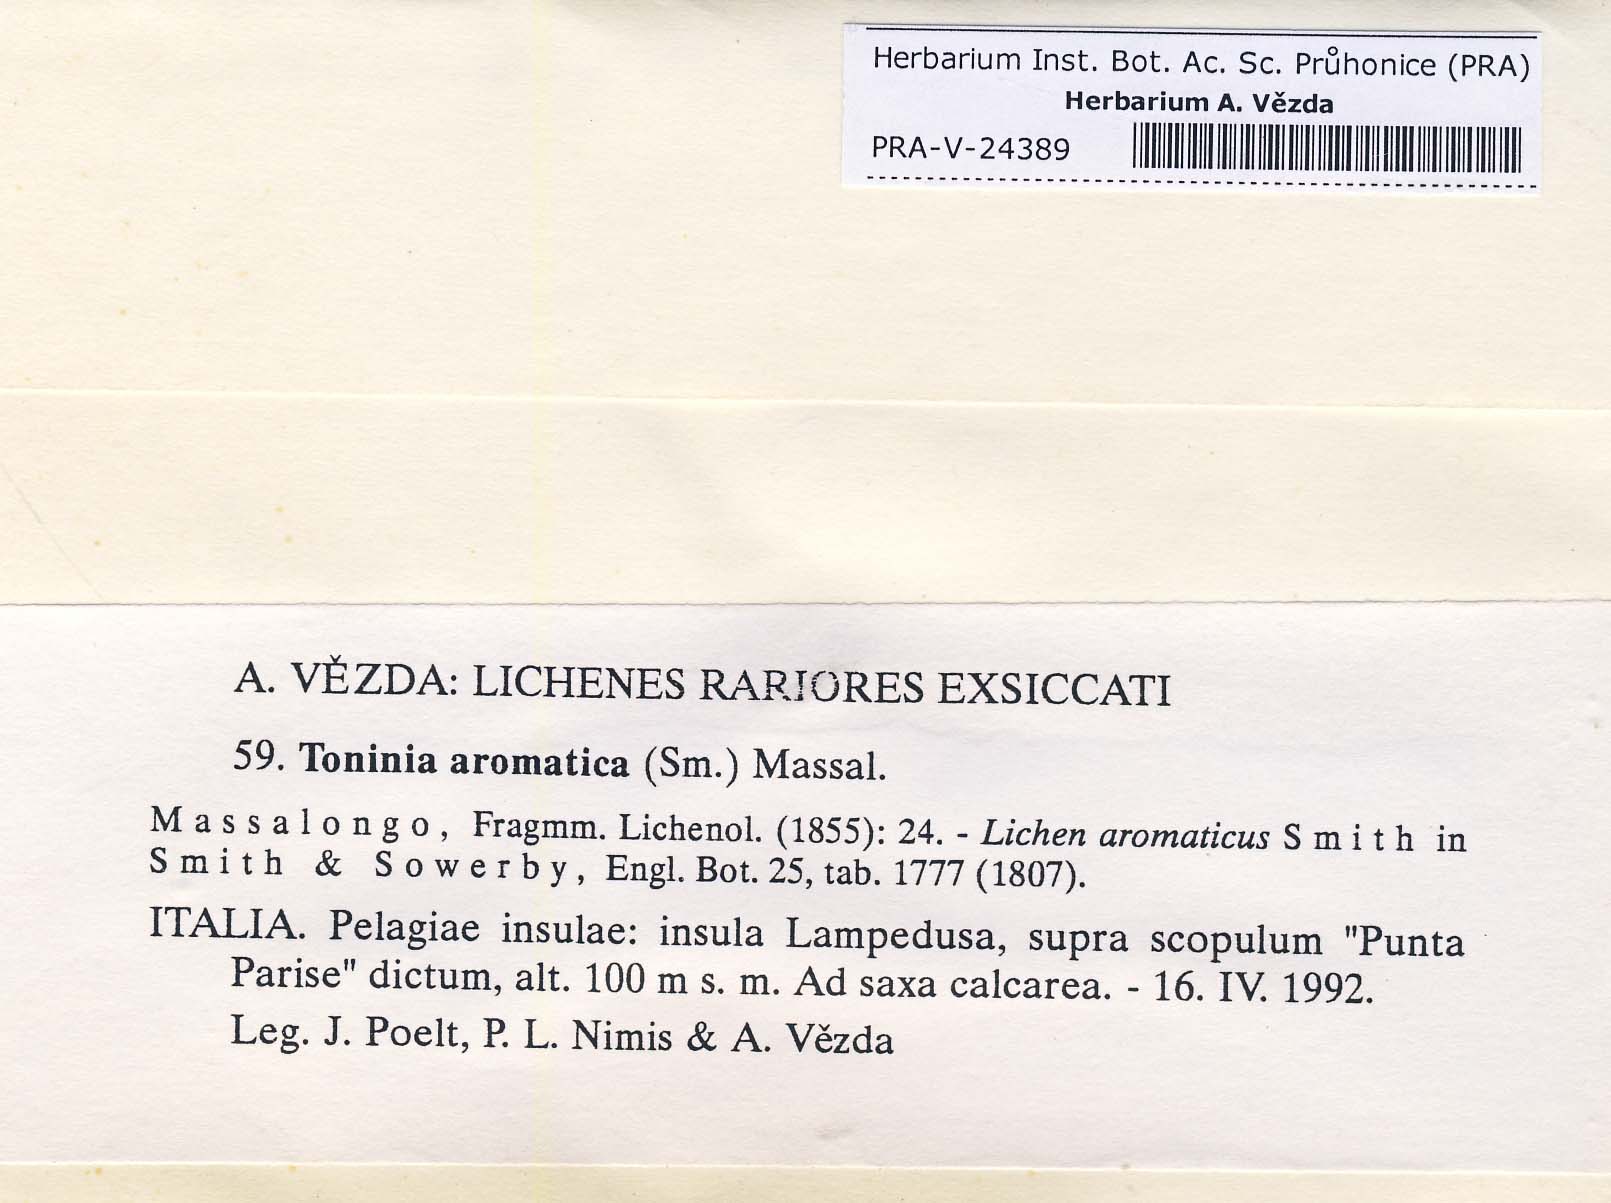 Herbarium Inst. Bot. Ac. Sc. Průhonice (PRA)
Herbarium A. Vězda
PRA-V-24389
A. VĚZDA: LICHENES RARIORES EXSICCATI
59. Toninia aromatica (Sm.) Massal.
Massalongo, Fragmm. Lichenol. (1855): 24. - Lichen aromaticus Smith in
Smith & Sowerby, Engl. Bot. 25, tab. 1777 (1807).
ITALIA. Pelagiae insulae: insula Lampedusa, supra scopulum "Punta
Parise" dictum, alt. 100 m s. m. Ad saxa calcarea. - 16. IV. 1992.
Leg. J. Poelt, P. L. Nimis & A. Vězda